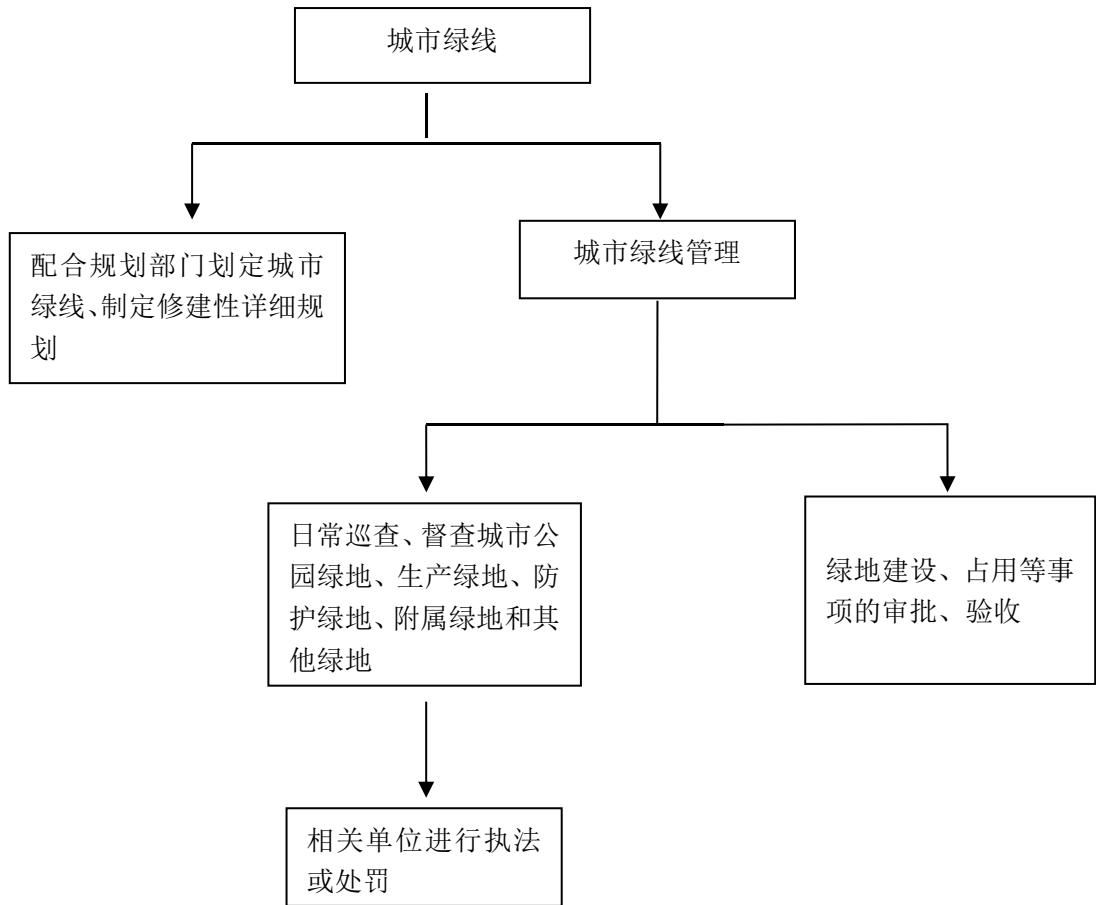 城市绿线
配合规划部门划定城市
绿线、制定修建性详细规
划
城市绿线管理
日常巡查、督查城市公
园绿地、生产绿地、防
护绿地、附属绿地和其
他绿地
绿地建设、占用等事
项的审批、验收
相关单位进行执法
或处罚